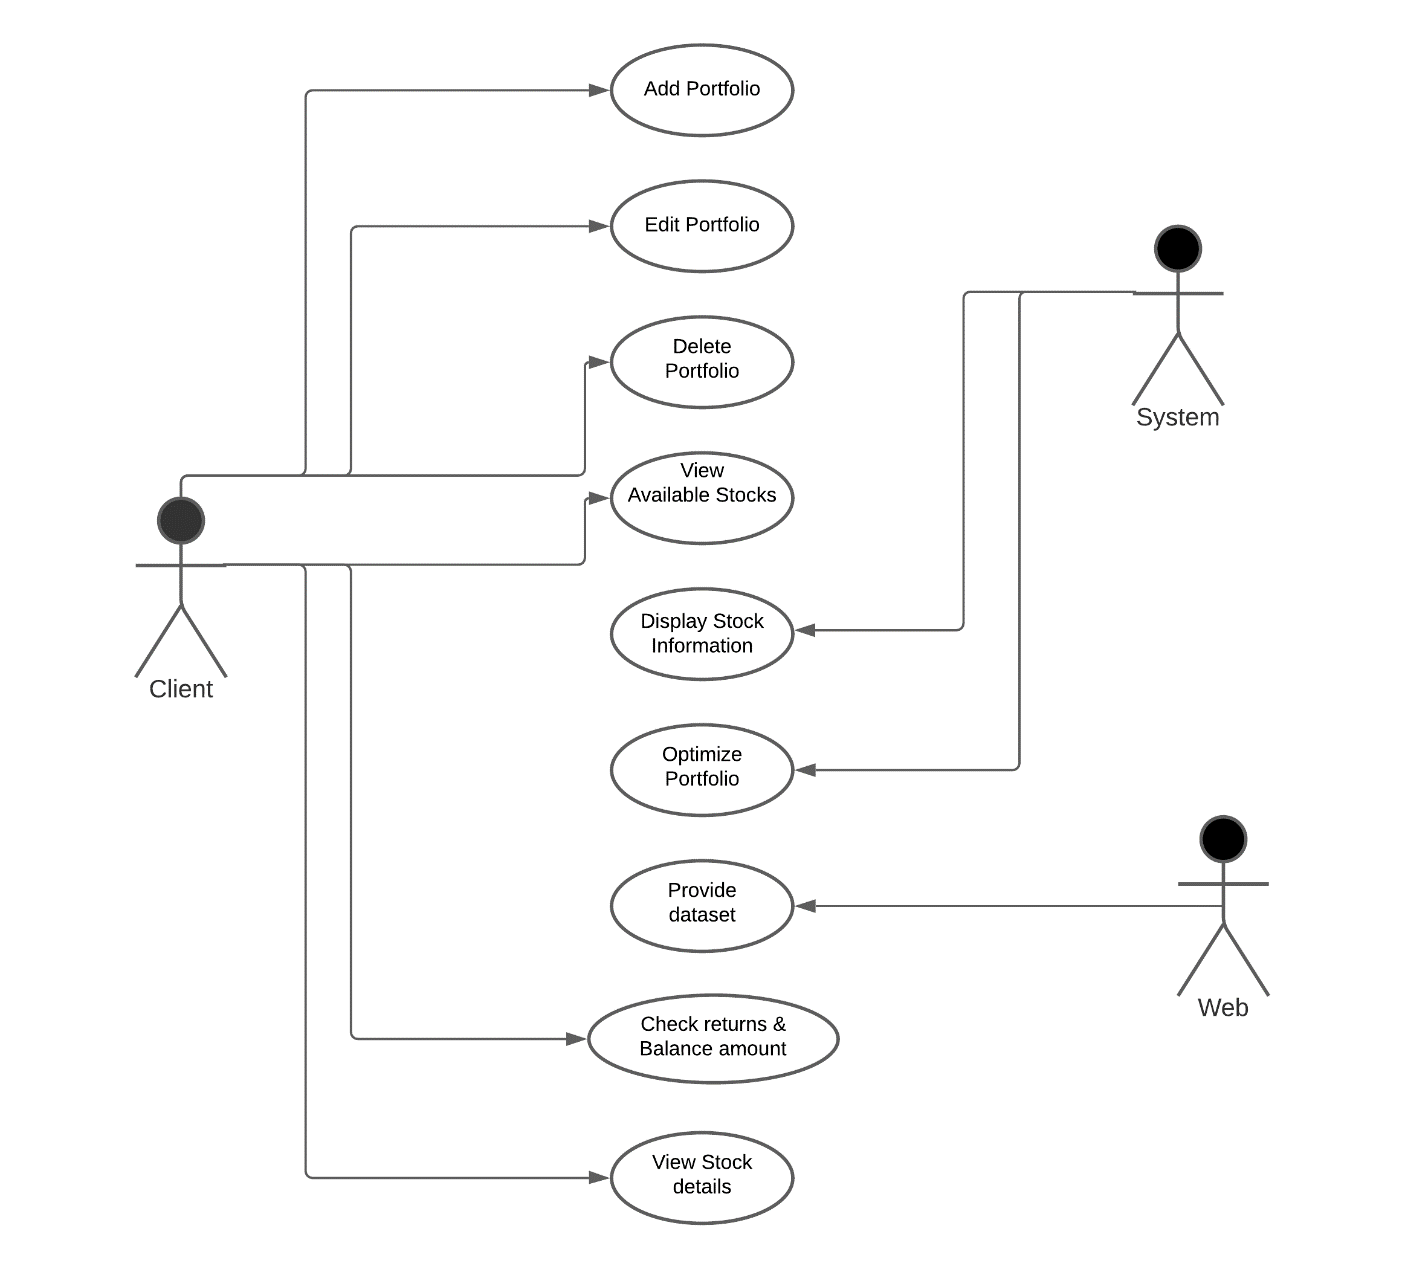 Add Portfolio
Edit Portfolio
Delete
Portfolio
View
Available Stocks
Display Stock
Information
Optimize
Portfolio
Provide
dataset
Check returns &
Balance amount
View Stock
details
Client
System
Web